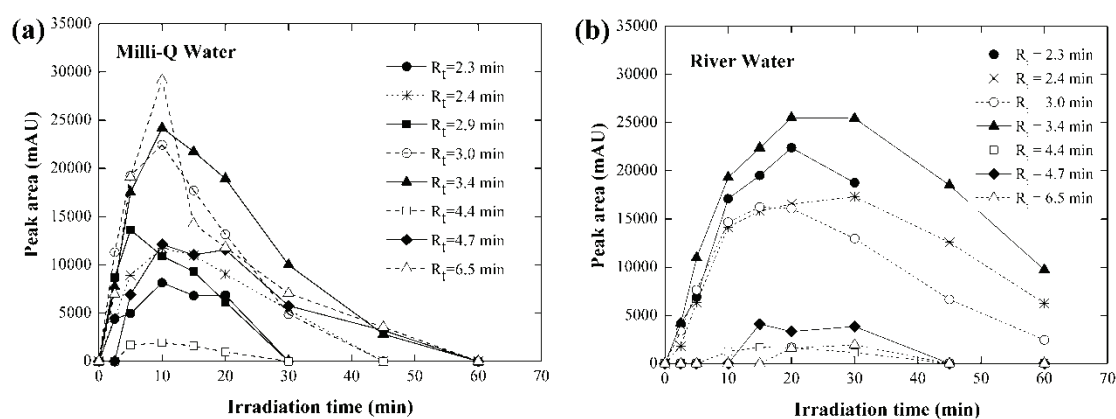 (a)
Milli-Q Water
Peak area (mAU)
35000
30000
25000
20000
15000
10000
5000
0
Rt=2.3 min
Rt=2.4 min
Rt=2.9 min
Rt=3.0 min
Rt=3.4 min
Rt=4.4 min
Rt=4.7 min
Rt=6.5 min
0 10 20 30 40 50 60 70
Irradiation time (min)
(b)
River Water
Peak area (mAU)
35000
30000
25000
20000
15000
10000
5000
0
R = 2.3 min
R = 2.4 min
R 3.0 min
R = 3.4 min
R = 4.4 min
R 4.7 min
R = 6.5 min
0 10 20 30 40 50 60 70
Irradiation time (min)